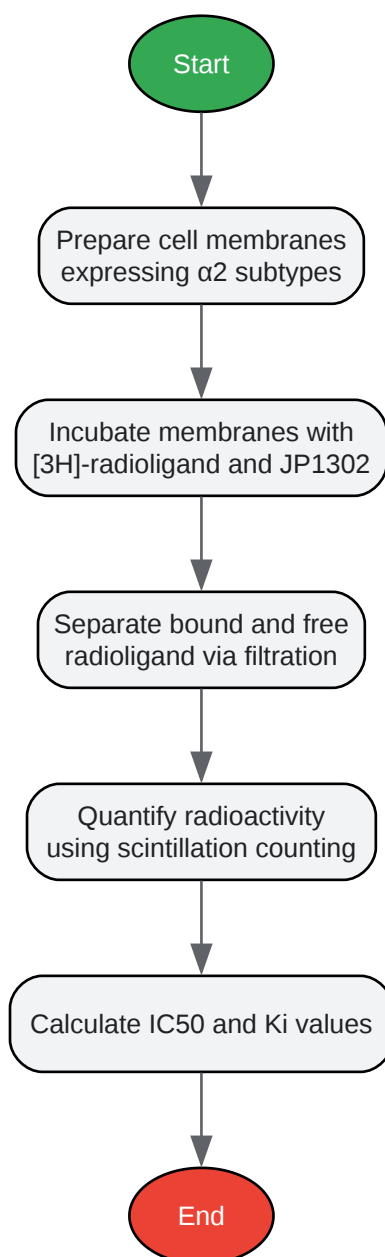 Start
Prepare cell membranes
expressing α2 subtypes
Incubate membranes with
[3H]-radioligand and JP1302
Separate bound and free
radioligand via filtration
Quantify radioactivity
using scintillation counting
Calculate IC50 and Ki values
End